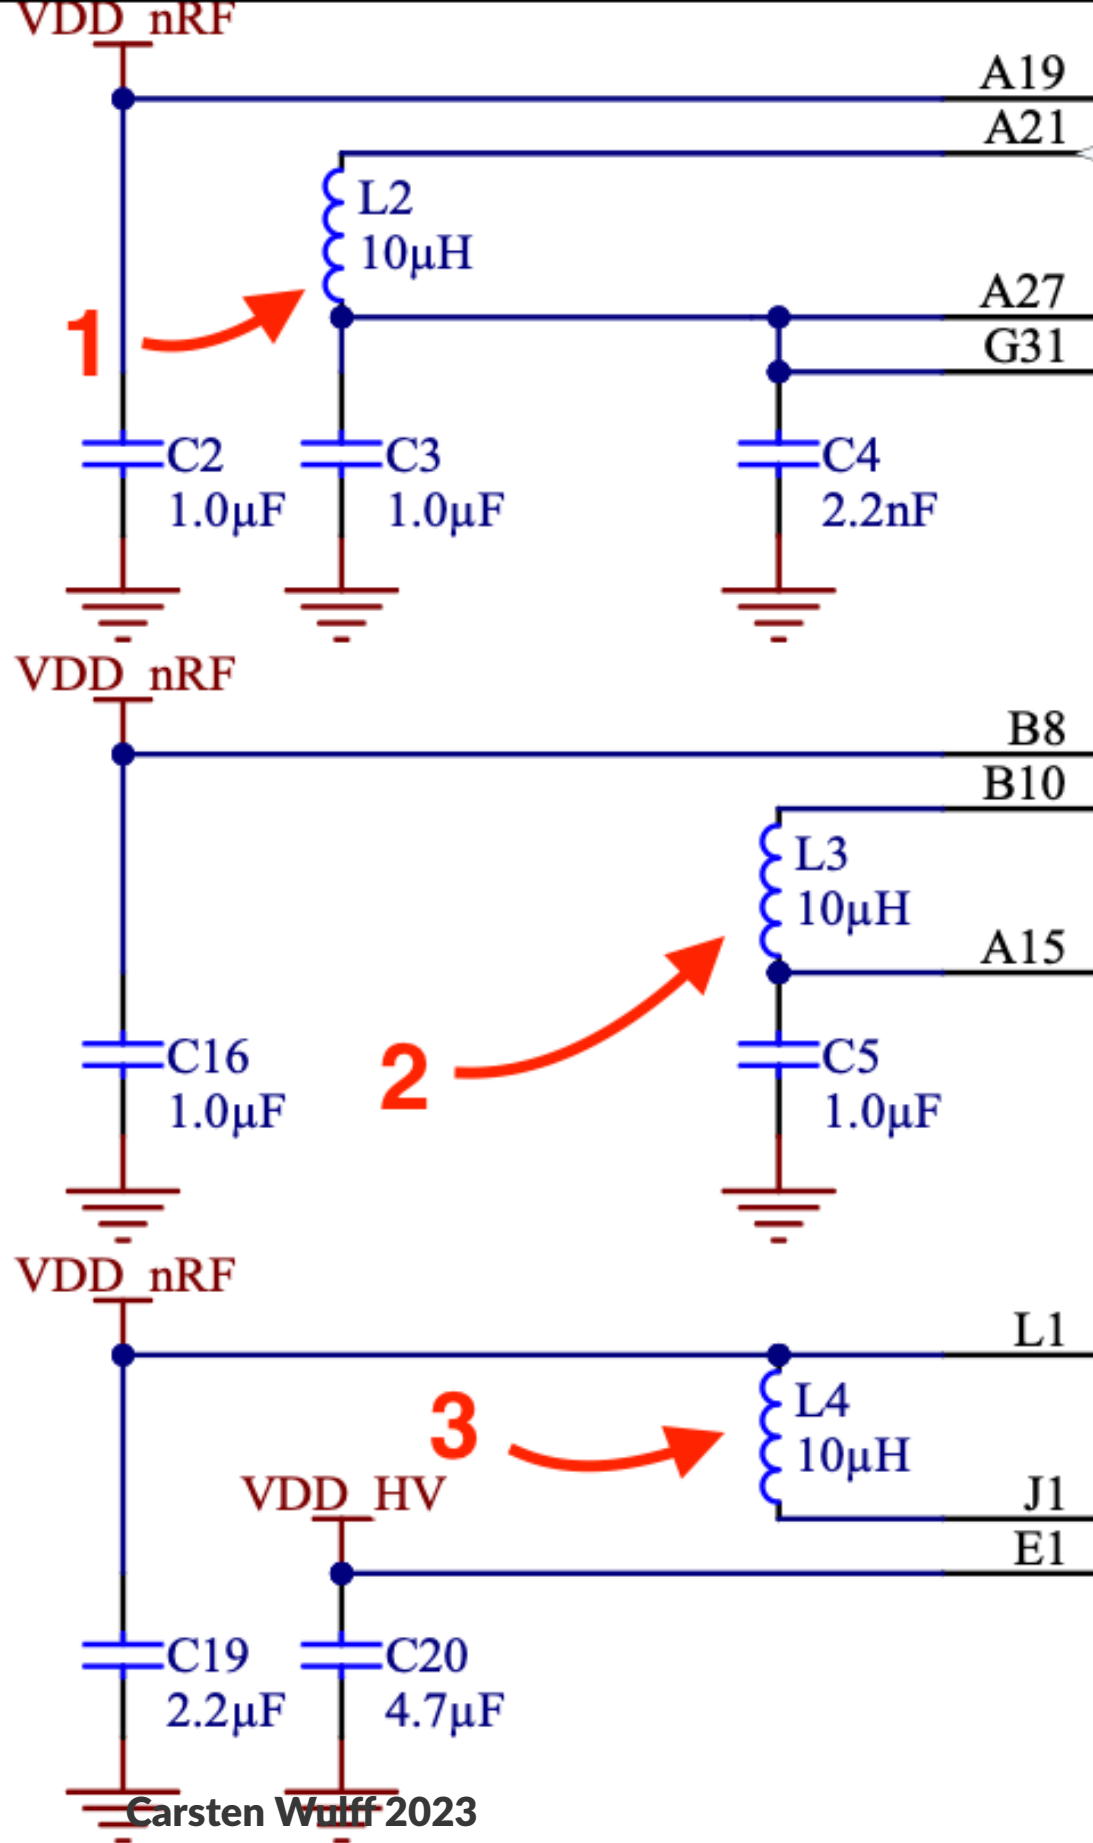 VDD_nRF
A19
A21
L2
10µH
A27
G31
1
C2
1.0µF
C3
1.0µF
C4
2.2nF
VDD_nRF
B8
B10
L3
10µH
A15
2
C16
1.0µF
C5
1.0µF
VDD_nRF
L1
L4
10µH
3
VDD_HV
J1
E1
C19
2.2µF
C20
4.7µF
Carsten Wulff 2023